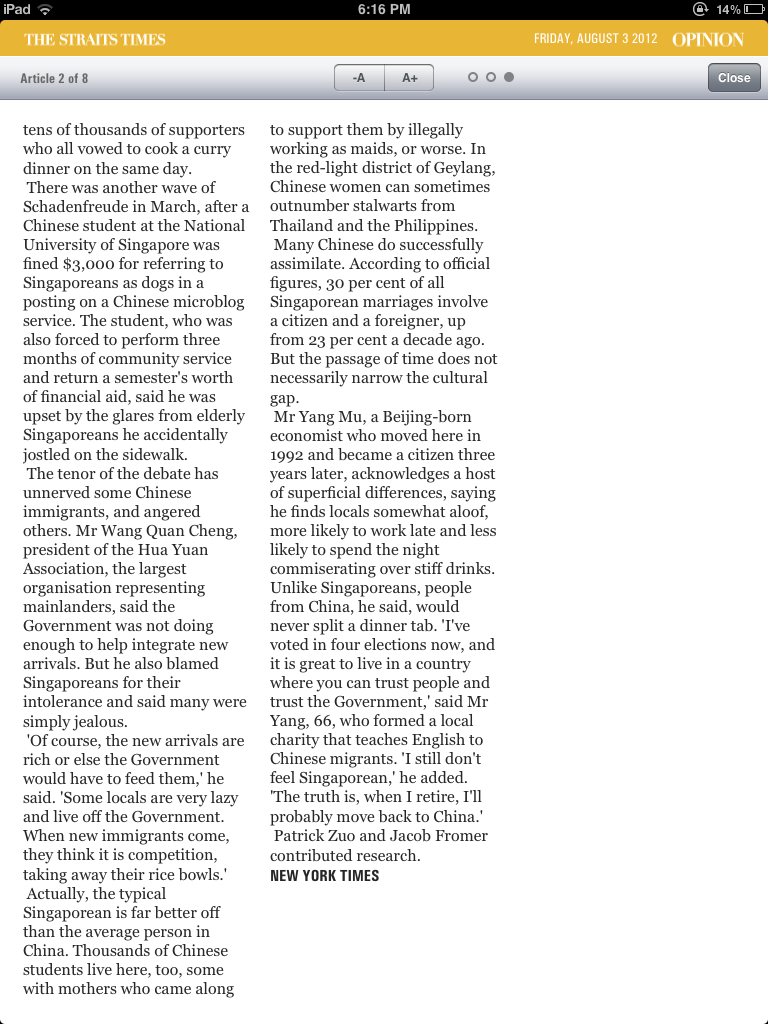 iPad
6:16 PM
14%
THE STRAITS TIMES
FRIDAY, AUGUST 3 2012
OPINION
Article 2 of 8
-A
A+
Close
tens of thousands of supporters
who all vowed to cook a curry
dinner on the same day.
There was another wave of
Schadenfreude in March, after a
Chinese student at the National
University of Singapore was
fined $3,000 for referring to
Singaporeans as dogs in a
posting on a Chinese microblog
service. The student, who was
also forced to perform three
months of community service
and return a semester's worth
of financial aid, said he was
upset by the glares from elderly
Singaporeans he accidentally
jostled on the sidewalk.
The tenor of the debate has
unnerved some Chinese
immigrants, and angered
others. Mr Wang Quan Cheng,
president of the Hua Yuan
Association, the largest
organisation representing
mainlanders, said the
Government was not doing
enough to help integrate new
arrivals. But he also blamed
Singaporeans for their
intolerance and said many were
simply jealous.
'Of course, the new arrivals are
rich or else the Government
would have to feed them,' he
said. 'Some locals are very lazy
and live off the Government.
When new immigrants come,
they think it is competition,
taking away their rice bowls.'
Actually, the typical
Singaporean is far better off
than the average person in
China. Thousands of Chinese
students live here, too, some
with mothers who came along
to support them by illegally
working as maids, or worse. In
the red-light district of Geylang,
Chinese women can sometimes
outnumber stalwarts from
Thailand and the Philippines.
Many Chinese do successfully
assimilate. According to official
figures, 30 per cent of all
Singaporean marriages involve
a citizen and a foreigner, up
from 23 per cent a decade ago.
But the passage of time does not
necessarily narrow the cultural
gap.
Mr Yang Mu, a Beijing-born
economist who moved here in
1992 and became a citizen three
years later, acknowledges a host
of superficial differences, saying
he finds locals somewhat aloof,
more likely to work late and less
likely to spend the night
commiserating over stiff drinks.
Unlike Singaporeans, people
from China, he said, would
never split a dinner tab. 'I've
voted in four elections now, and
it is great to live in a country
where you can trust people and
trust the Government,' said Mr
Yang, 66, who formed a local
charity that teaches English to
Chinese migrants. 'I still don't
feel Singaporean,' he added.
'The truth is, when I retire, I'll
probably move back to China.'
Patrick Zuo and Jacob Fromer
contributed research.
NEW YORK TIMES